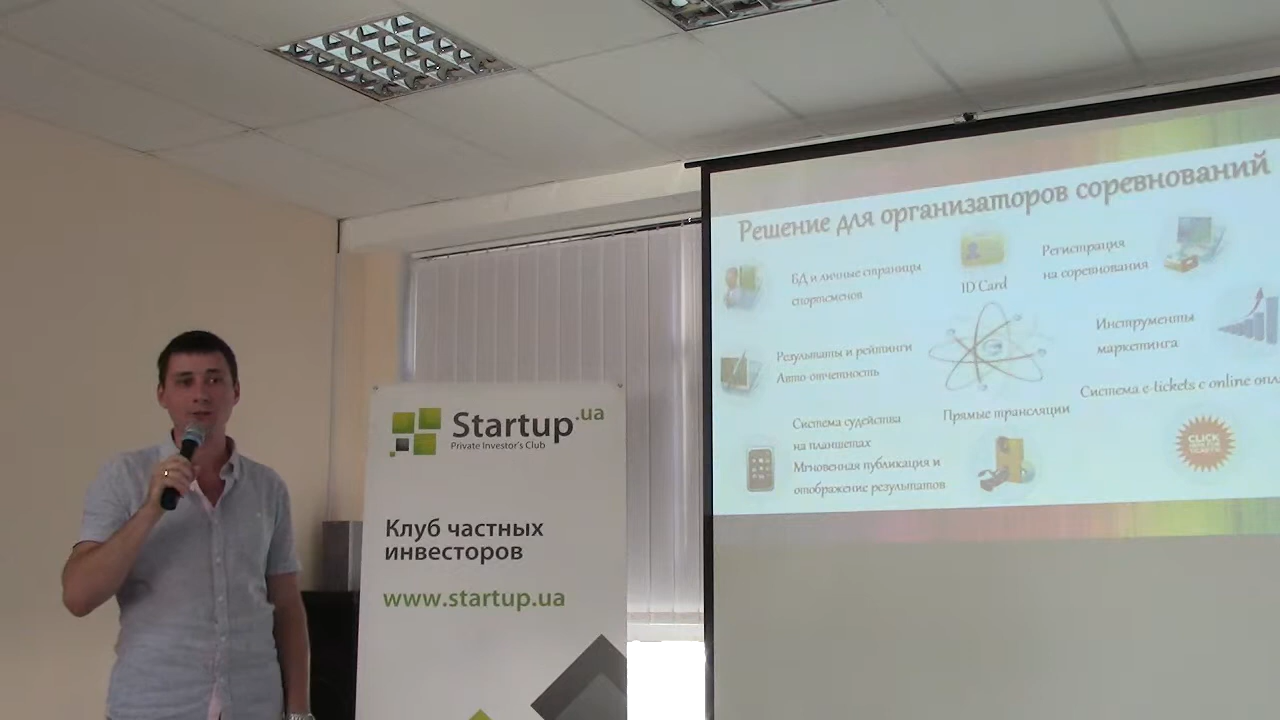 Startup.ua
Private Investor's Club
Клуб частных
инвесторов
www.startup.ua
Решение для организаторов соревнований
БД и личные страницы
спортсменов
ID Card
Регистрация
на соревнования
Результаты и рейтинги
Авто-отчетность
Инструменты
маркетинга
Система судейства
на планшетах
Мгновенная публикация и
отображение результатов
Прямые трансляции
Система e-tickets с online
CLICK
TICKETS